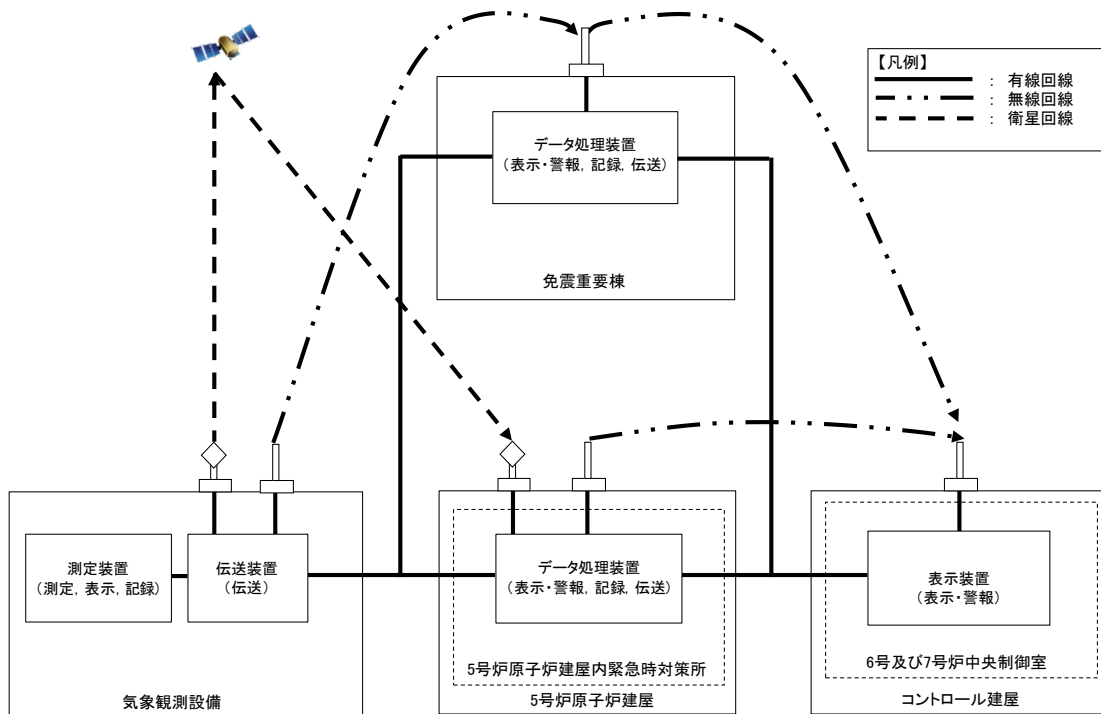 【凡例】
： 有線回線
： 無線回線
： 衛星回線
データ処理装置
（表示・警報, 記録, 伝送）
免震重要棟
測定装置
（測定, 表示, 記録）
伝送装置
（伝送）
気象観測設備
データ処理装置
（表示・警報, 記録, 伝送）
5号炉原子炉建屋内緊急時対策所
5号炉原子炉建屋
表示装置
（表示・警報）
6号及び7号炉中央制御室
コントロール建屋